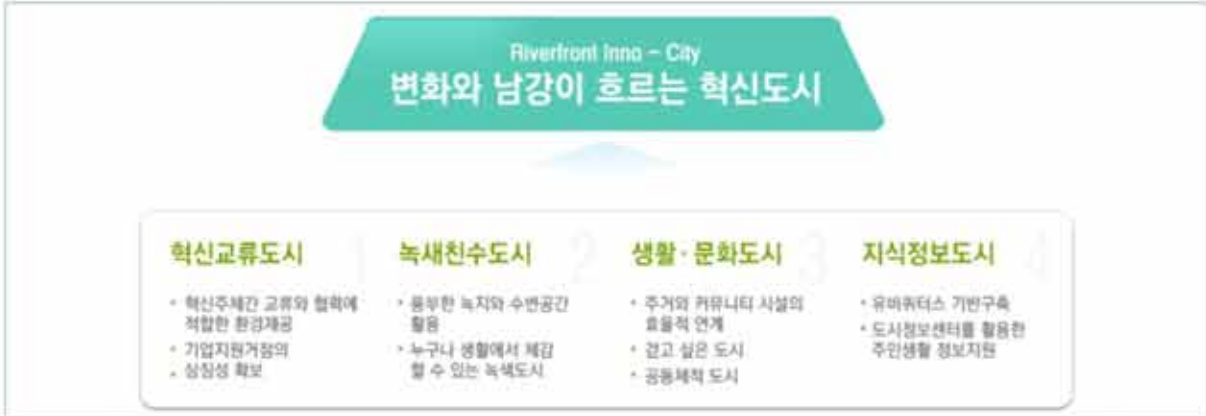 Riverfront Inno - City
변화와 남강이 흐르는 혁신도시
혁신교류도시 1
• 혁신주체간 교류와 협력에
적합한 환경제공
• 기업지원거점의
• 상징성 확보
녹새친수도시 2
• 풍부한 녹지와 수변공간
활용
• 누구나 생활에서 체감
할 수 있는 녹색도시
생활·문화도시 3
• 주거와 커뮤니티 시설의
효율적 연계
• 걷고 싶은 도시
• 공동체적 도시
지식정보도시 4
• 유비쿼터스 기반구축
• 도시정보센터를 활용한
주민생활 정보지원